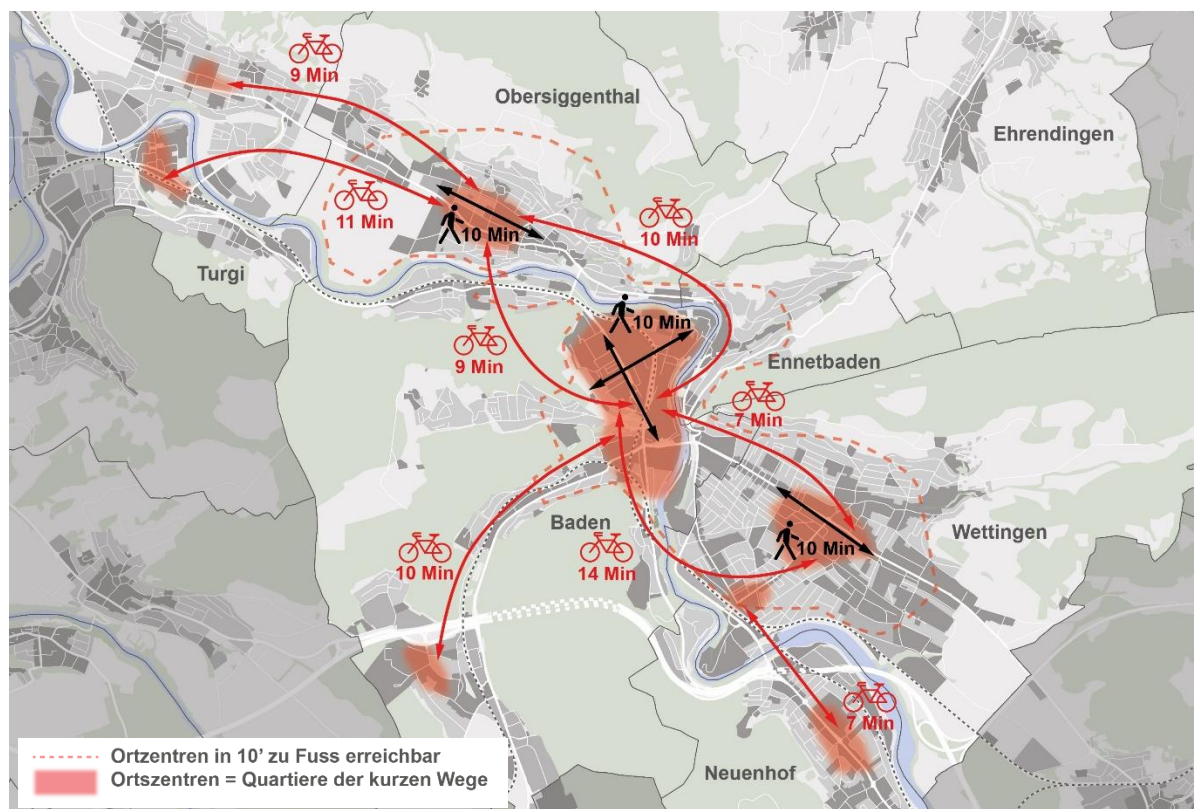 9 Min
Obersiggenthal
Ehrendingen
11 Min
10 Min
10 Min
Turgi
10 Min
9 Min
Ennetbaden
7 Min
Baden
Wettingen
10 Min
10 Min
14 Min
7 Min
Neuenhof
Ortzentren in 10' zu Fuss erreichbar
Ortszentren = Quartiere der kurzen Wege